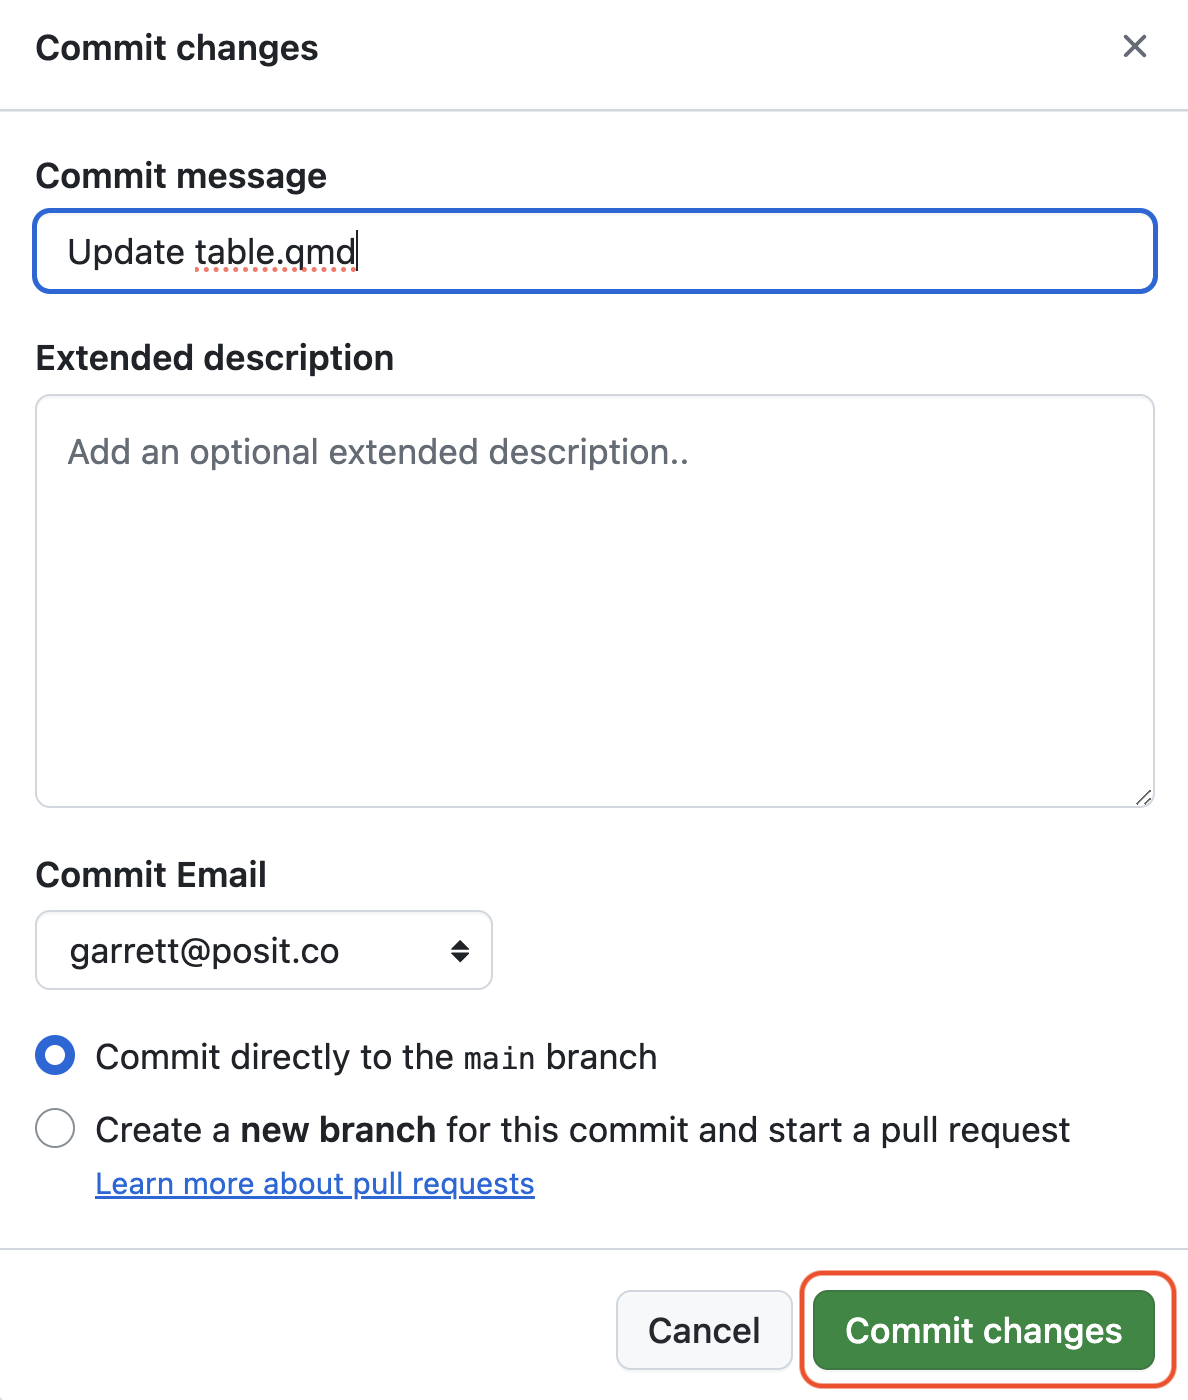 Commit changes
Commit message
Update table.qmd
Extended description
Add an optional extended description..
Commit Email
garrett@posit.co
Commit directly to the main branch
Create a new branch for this commit and start a pull request
Learn more about pull requests
Cancel
Commit changes